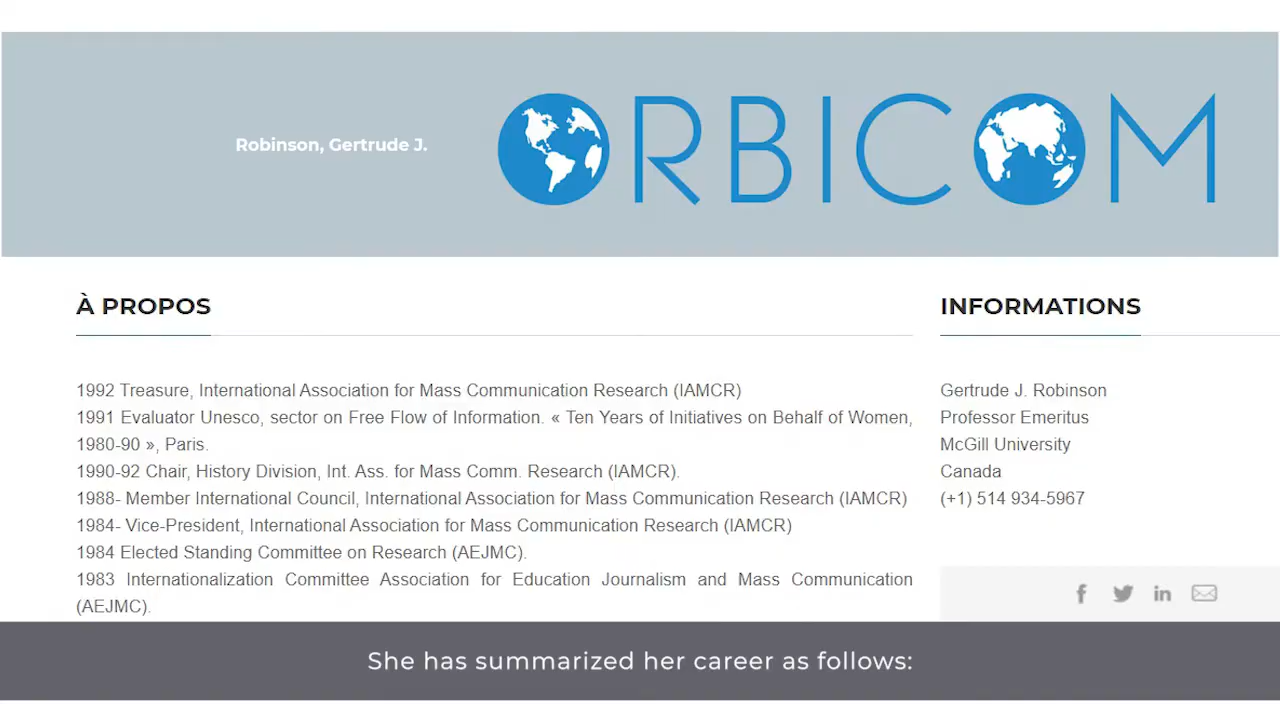 Robinson, Gertrude J.
ORBICOM
À PROPOS
1992 Treasure, International Association for Mass Communication Research (IAMCR)
1991 Evaluator Unesco, sector on Free Flow of Information. « Ten Years of Initiatives on Behalf of Women,
1980-90 », Paris.
1990-92 Chair, History Division, Int. Ass. for Mass Comm. Research (IAMCR).
1988- Member International Council, International Association for Mass Communication Research (IAMCR)
1984- Vice-President, International Association for Mass Communication Research (IAMCR)
1984 Elected Standing Committee on Research (AEJMC).
1983 Internationalization Committee Association for Education Journalism and Mass Communication
(AEJMC).
INFORMATIONS
Gertrude J. Robinson
Professor Emeritus
McGill University
Canada
(+1) 514 934-5967
She has summarized her career as follows: